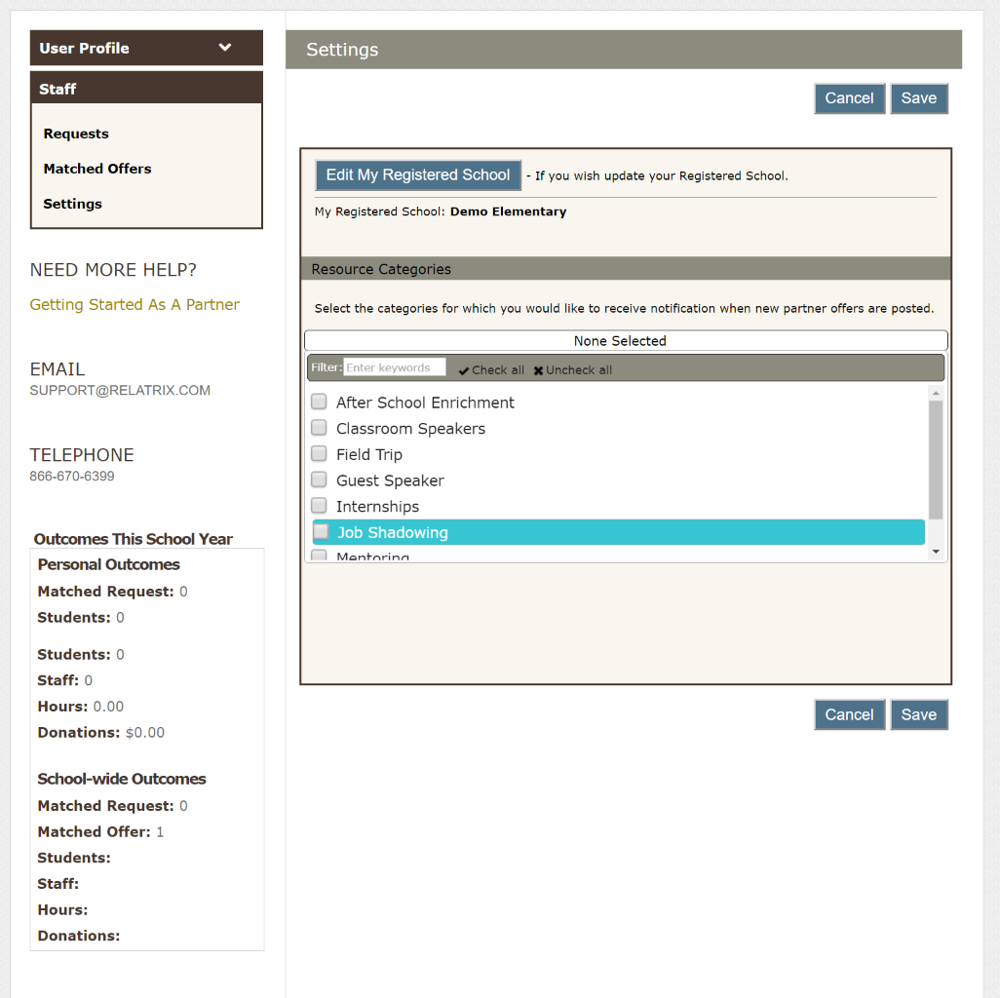 User Profile
Staff
Requests
Matched Offers
Settings
NEED MORE HELP?
Getting Started As A Partner
EMAIL
SUPPORT@RELATRIX.COM
TELEPHONE
866-670-6399
Outcomes This School Year
Personal Outcomes
Matched Request: 0
Students: 0
Students: 0
Staff: 0
Hours: 0.00
Donations: $0.00
School-wide Outcomes
Matched Request: 0
Matched Offer: 1
Students:
Staff:
Hours:
Donations:
Settings
Cancel Save
Edit My Registered School - If you wish update your Registered School.
My Registered School: Demo Elementary
Resource Categories
Select the categories for which you would like to receive notification when new partner offers are posted.
None Selected
Filter: Enter keywords Check all Uncheck all
After School Enrichment
Classroom Speakers
Field Trip
Guest Speaker
Internships
Job Shadowing
Mentoring
Cancel Save